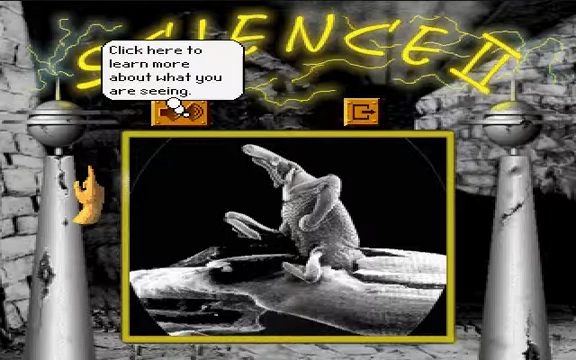 SCIENCE II
Click here to
learn more
about what you
are seeing.